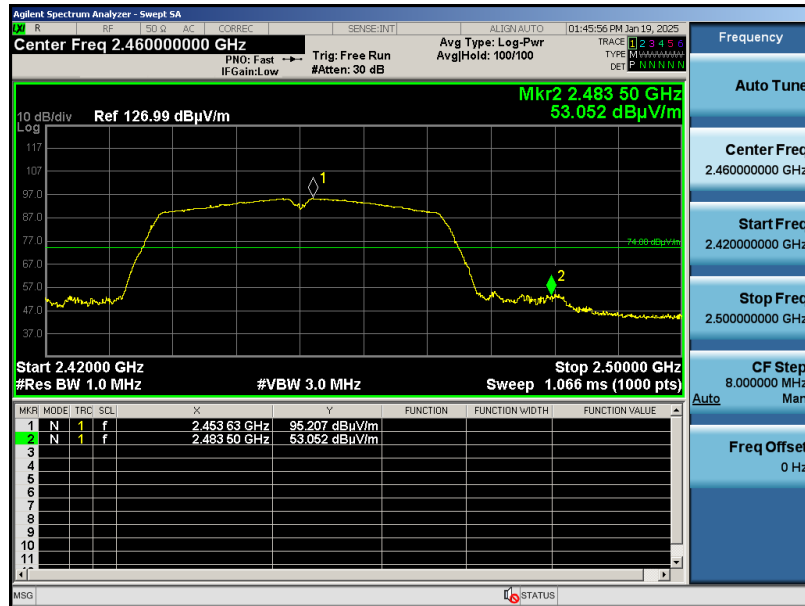 Agilent Spectrum Analyzer - Swept SA
LXI R RF 50 Ω AC CORREC SENSE:INT ALIGN AUTO 01:45:56 PM Jan 19, 2025
Center Freq 2.460000000 GHz
PNO: Fast
IFGain:Low
Trig: Free Run
#Atten: 30 dB
Avg Type: Log-Pwr
Avg|Hold: 100/100
TRACE 1 2 3 4 5 6
TYPE M
DET P N N N N N
Mkr2 2.483 50 GHz
53.052 dBµV/m
10 dB/div Ref 126.99 dBµV/m
Log
117
107
97.0
87.0
77.0
67.0
57.0
47.0
37.0
1
74.00 dBµV/m
2
Start 2.42000 GHz Stop 2.50000 GHz
#Res BW 1.0 MHz #VBW 3.0 MHz Sweep 1.066 ms (1000 pts)
MKR MODE TRC SCL X Y FUNCTION FUNCTION WIDTH FUNCTION VALUE
1 N 1 f 2.453 63 GHz 95.207 dBµV/m
2 N 1 f 2.483 50 GHz 53.052 dBµV/m
3
4
5
6
7
8
9
10
11
MSG STATUS
Frequency
Auto Tune
Center Freq
2.460000000 GHz
Start Freq
2.420000000 GHz
Stop Freq
2.500000000 GHz
CF Step
8.000000 MHz
Auto Man
Freq Offset
0 Hz